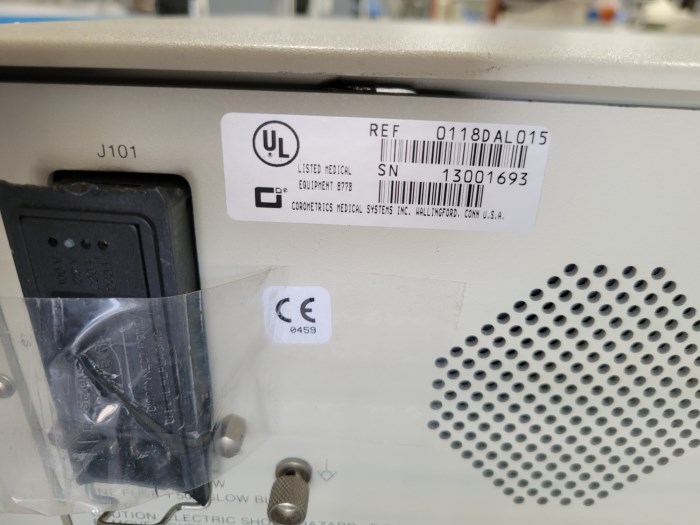 J101
UL
REF 0118DAL015
LISTED MEDICAL
EQUIPMENT 877B
SN 13001693
COROMETRICS MEDICAL SYSTEMS INC. WALLINGFORD, CONN U.S.A.
CE
0459